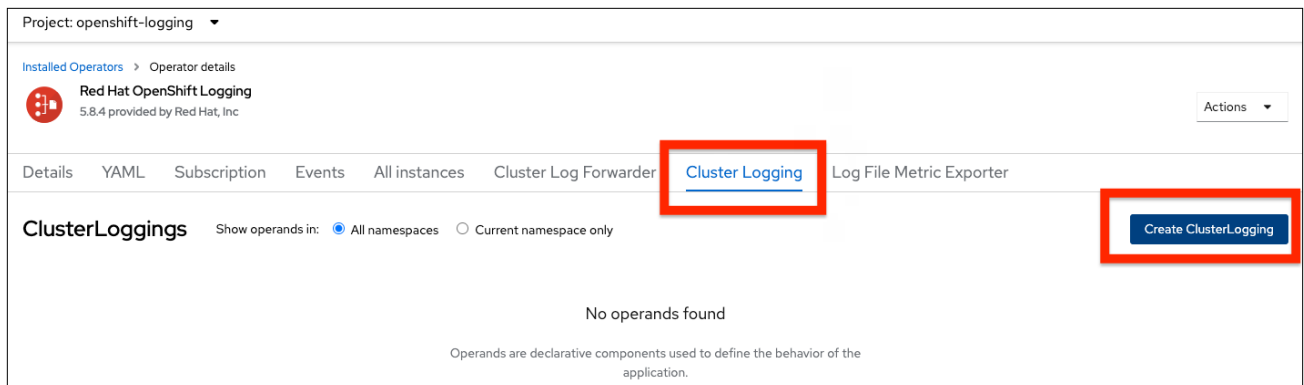 Project: openshift-logging
Installed Operators > Operator details
Red Hat OpenShift Logging
5.8.4 provided by Red Hat, Inc
Actions
Details YAML Subscription Events All instances Cluster Log Forwarder Cluster Logging Log File Metric Exporter
ClusterLoggings Show operands in: All namespaces Current namespace only Create ClusterLogging
No operands found
Operands are declarative components used to define the behavior of the
application.